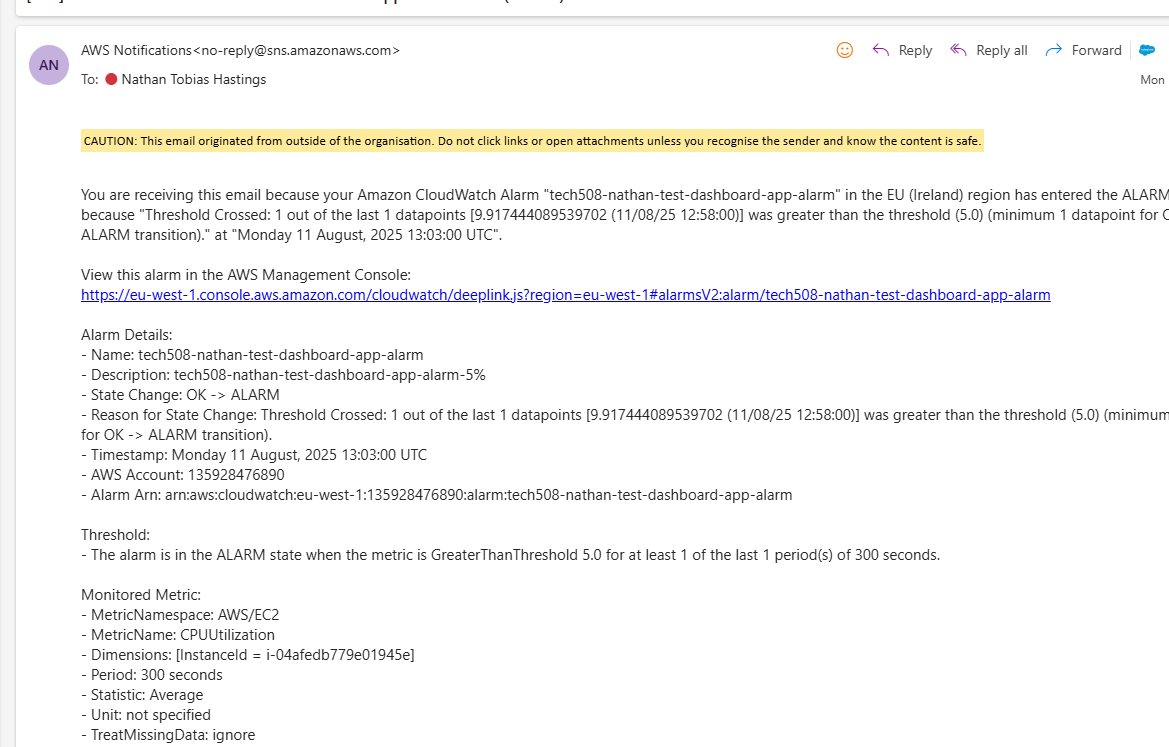 AN
AWS Notifications<no-reply@sns.amazonaws.com>
Reply
Reply all
Forward
To: Nathan Tobias Hastings
Mon
CAUTION: This email originated from outside of the organisation. Do not click links or open attachments unless you recognise the sender and know the content is safe.
You are receiving this email because your Amazon CloudWatch Alarm "tech508-nathan-test-dashboard-app-alarm" in the EU (Ireland) region has entered the ALARM
because "Threshold Crossed: 1 out of the last 1 datapoints [9.917444089539702 (11/08/25 12:58:00)] was greater than the threshold (5.0) (minimum 1 datapoint for
ALARM transition)." at "Monday 11 August, 2025 13:03:00 UTC".
View this alarm in the AWS Management Console:
https://eu-west-1.console.aws.amazon.com/cloudwatch/deeplink.js?region=eu-west-1#alarmsV2:alarm/tech508-nathan-test-dashboard-app-alarm
Alarm Details:
- Name: tech508-nathan-test-dashboard-app-alarm
- Description: tech508-nathan-test-dashboard-app-alarm-5%
- State Change: OK -> ALARM
- Reason for State Change: Threshold Crossed: 1 out of the last 1 datapoints [9.917444089539702 (11/08/25 12:58:00)] was greater than the threshold (5.0) (minimum
for OK -> ALARM transition).
- Timestamp: Monday 11 August, 2025 13:03:00 UTC
- AWS Account: 135928476890
- Alarm Arn: arn:aws:cloudwatch:eu-west-1:135928476890:alarm:tech508-nathan-test-dashboard-app-alarm
Threshold:
- The alarm is in the ALARM state when the metric is GreaterThanThreshold 5.0 for at least 1 of the last 1 period(s) of 300 seconds.
Monitored Metric:
- MetricNamespace: AWS/EC2
- MetricName: CPUUtilization
- Dimensions: [InstanceId = i-04afedb779e01945e]
- Period: 300 seconds
- Statistic: Average
- Unit: not specified
- TreatMissingData: ignore